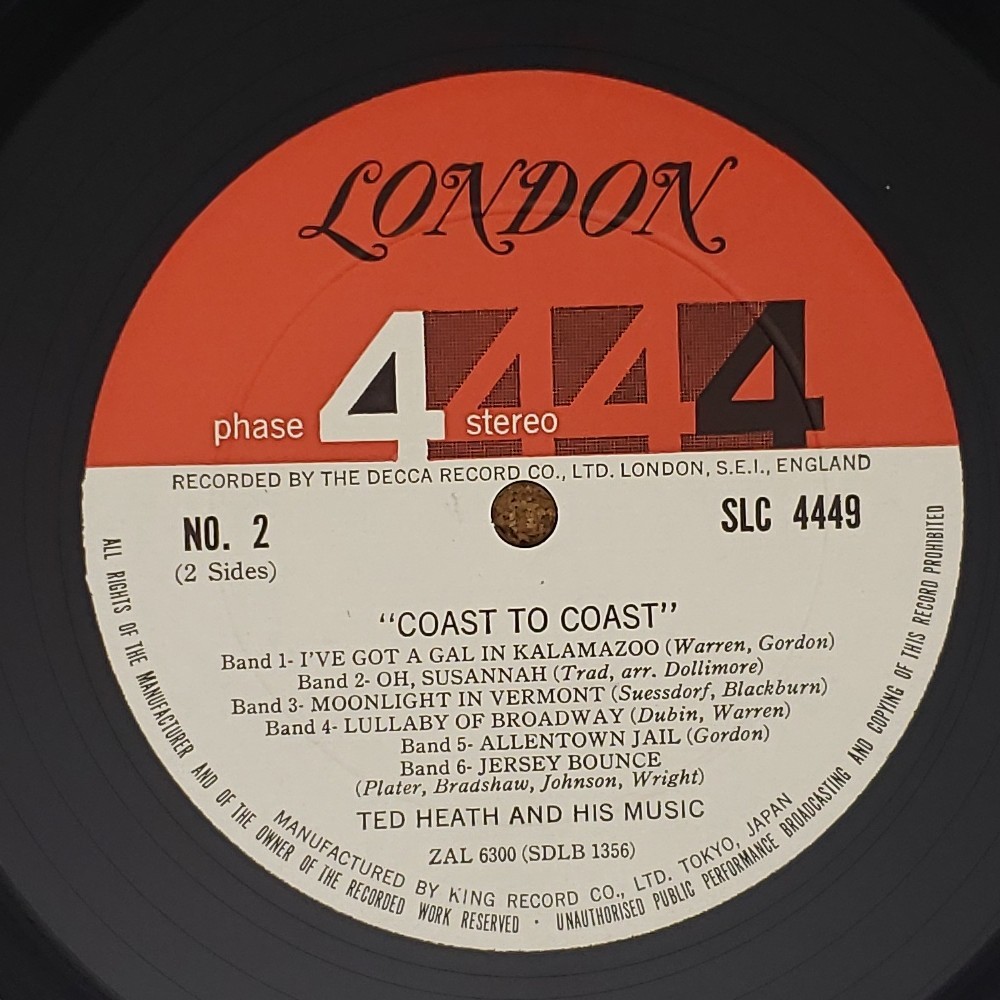 LONDON
phase 4 stereo 4 4 4
RECORDED BY THE DECCA RECORD CO., LTD. LONDON, S.E.I., ENGLAND
NO. 2
SLC 4449
(2 Sides)
“COAST TO COAST”
Band 1- I'VE GOT A GAL IN KALAMAZOO (Warren, Gordon)
Band 2- OH, SUSANNAH (Trad, arr. Dollimore)
Band 3- MOONLIGHT IN VERMONT (Suessdorf, Blackburn)
Band 4- LULLABY OF BROADWAY (Dubin, Warren)
Band 5- ALLENTOWN JAIL (Gordon)
Band 6- JERSEY BOUNCE
(Plater, Bradshaw, Johnson, Wright)
TED HEATH AND HIS MUSIC
ZAL 6300 (SDLB 1356)
MANUFACTURED BY KING RECORD CO., LTD. TOKYO, JAPAN
ALL RIGHTS OF THE MANUFACTURER AND OF THE OWNER OF THE RECORDED WORK RESERVED · UNAUTHORISED PUBLIC PERFORMANCE BROADCASTING AND COPYING OF THIS RECORD PROHIBITED